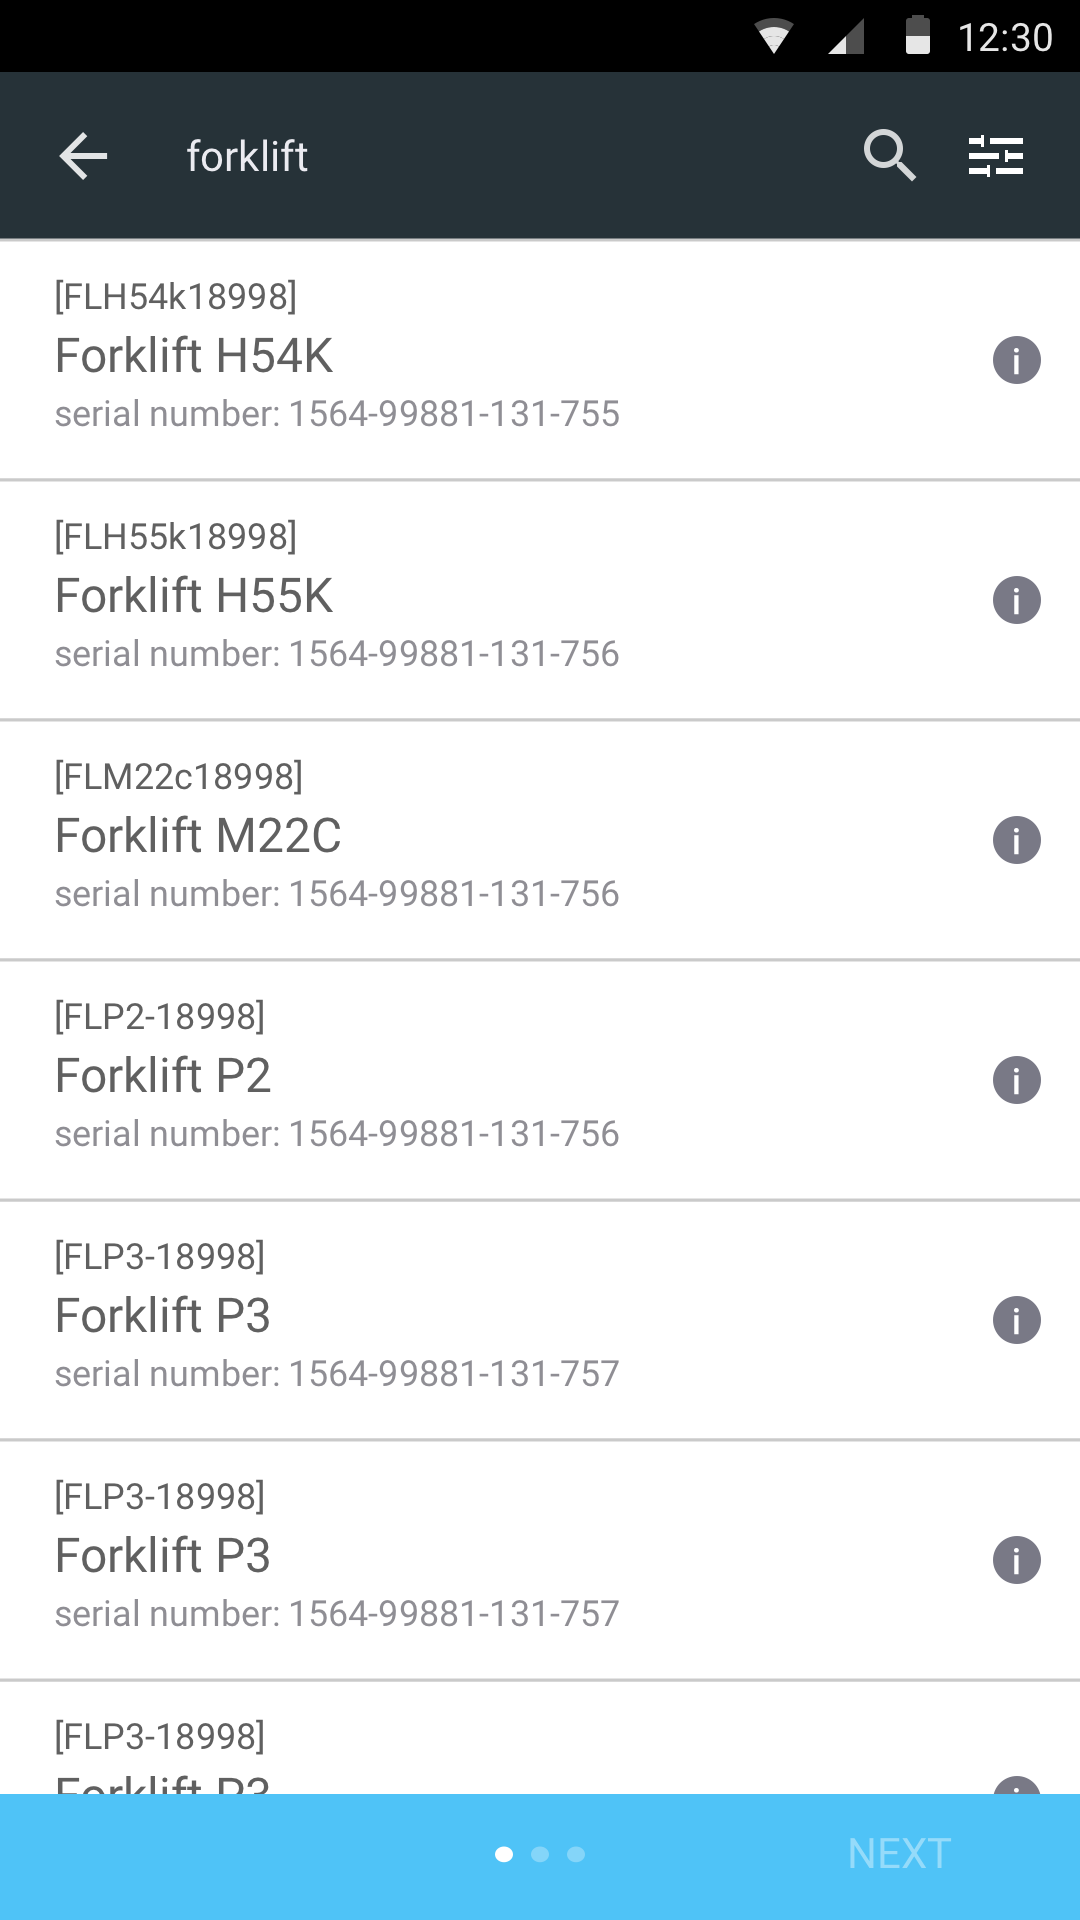 12:30
forklift
[FLH54k18998]
Forklift H54K
serial number: 1564-99881-131-755
[FLH55k18998]
Forklift H55K
serial number: 1564-99881-131-756
[FLM22c18998]
Forklift M22C
serial number: 1564-99881-131-756
[FLP2-18998]
Forklift P2
serial number: 1564-99881-131-756
[FLP3-18998]
Forklift P3
serial number: 1564-99881-131-757
[FLP3-18998]
Forklift P3
serial number: 1564-99881-131-757
[FLP3-18998]
Forklift P3
NEXT